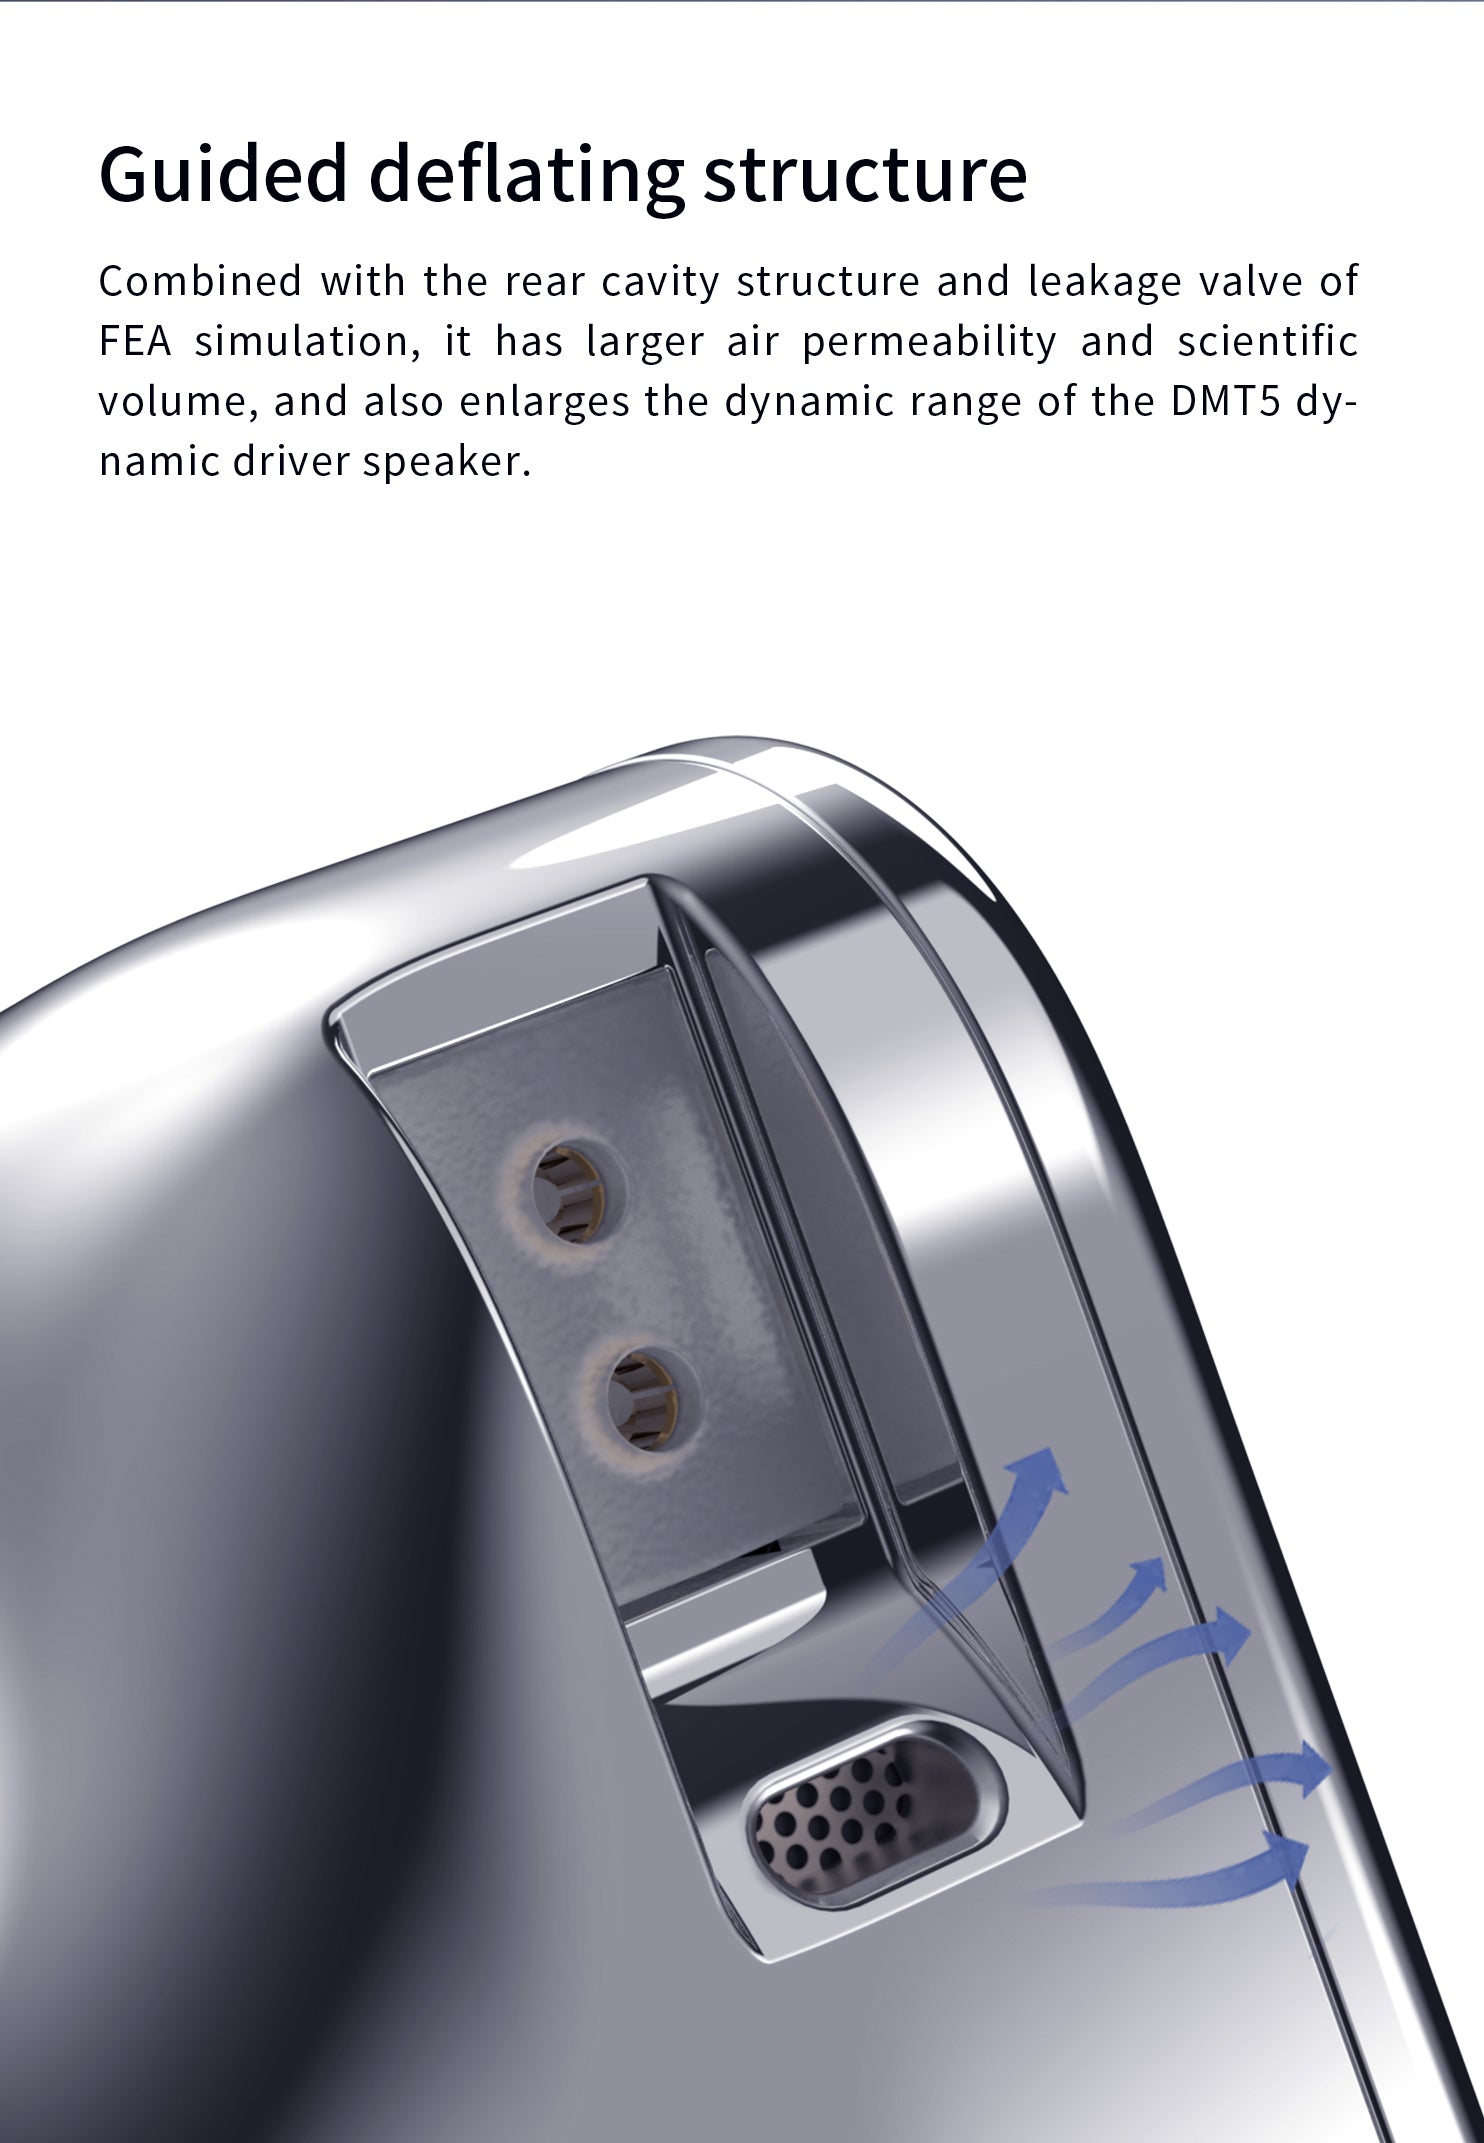 Guided deflating structure
Combined with the rear cavity structure and leakage valve of
FEA simulation, it has larger air permeability and scientific
volume, and also enlarges the dynamic range of the DMT5 dy-
namic driver speaker.